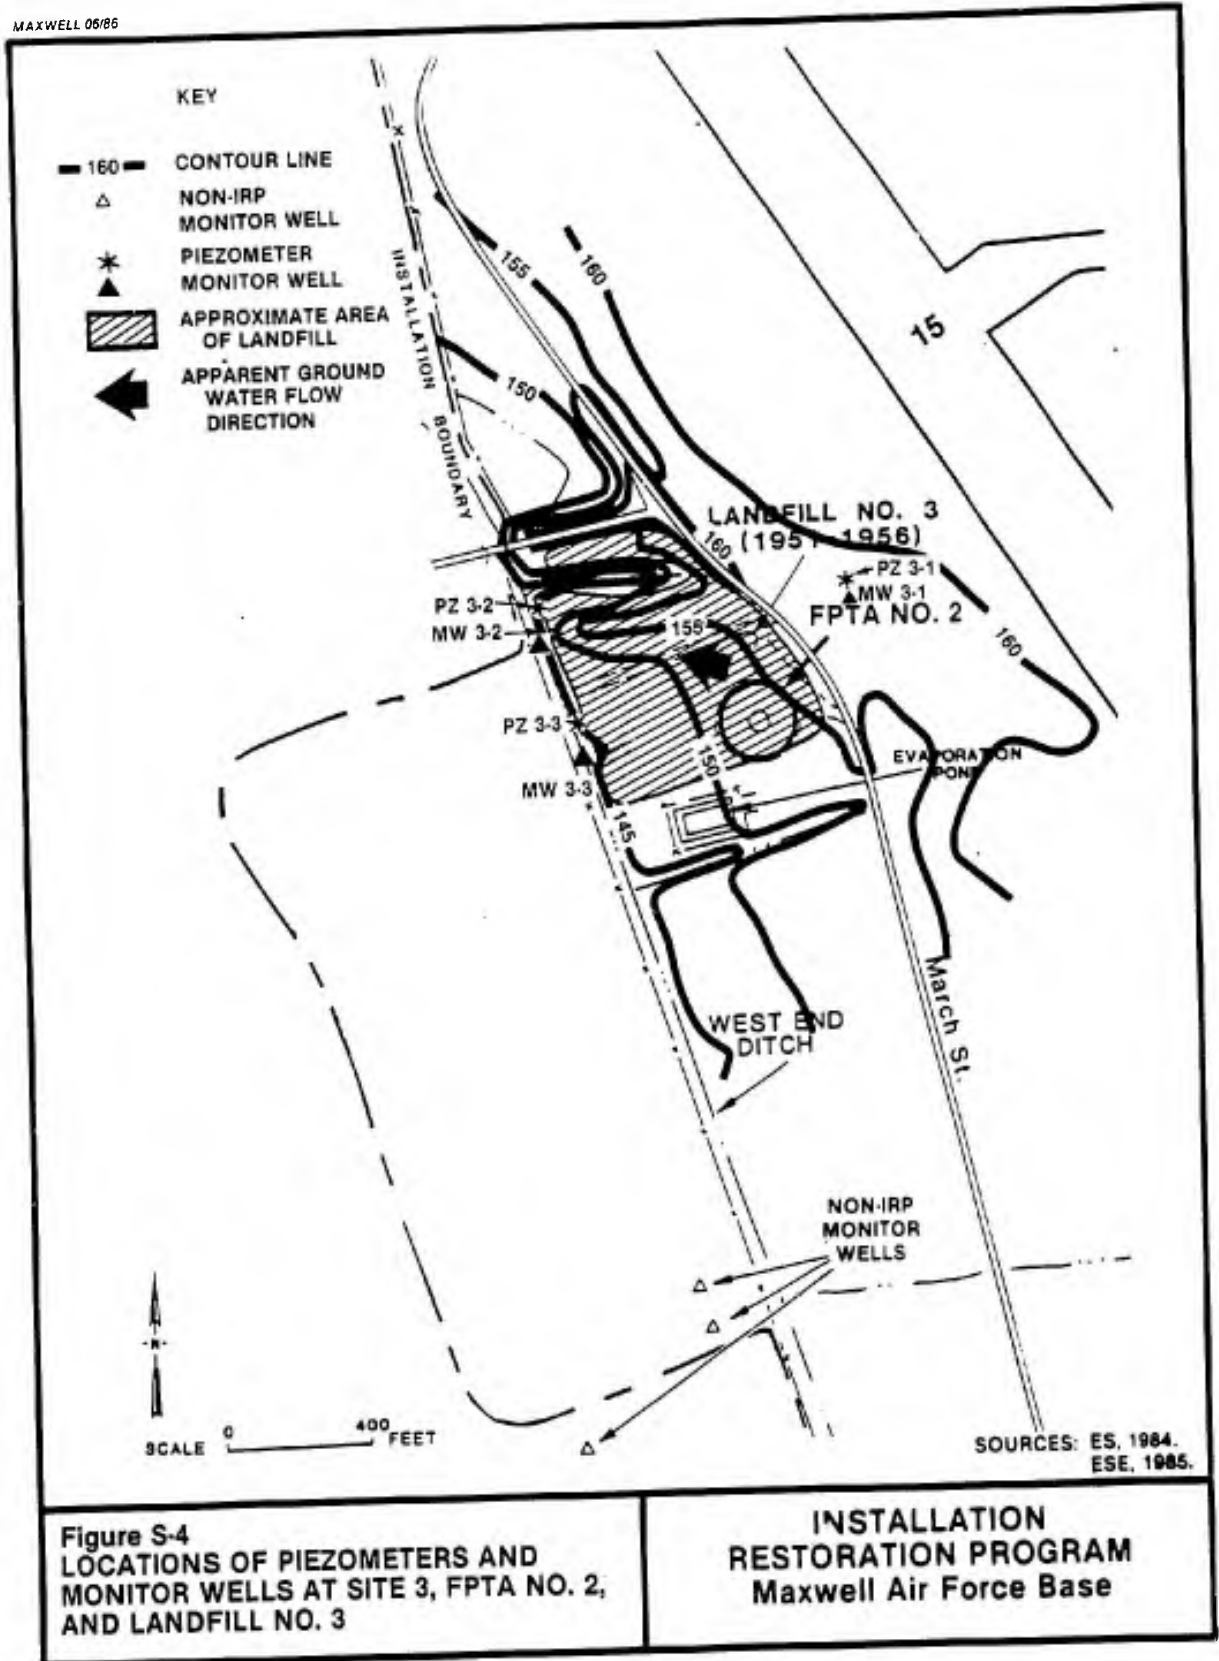 MAXWELL 06/86
KEY
160 CONTOUR LINE
NON-IRP
MONITOR WELL
PIEZOMETER
MONITOR WELL
APPROXIMATE AREA
OF LANDFILL
APPARENT GROUND
WATER FLOW
DIRECTION
INSTALLATION BOUNDARY
155
160
150
15
LANDFILL NO. 3
(1951-1956)
160
PZ 3-1
MW 3-1
FPTA NO. 2
PZ 3-2
MW 3-2
155
160
PZ 3-3
MW 3-3
150
EVAPORATION
POND
145
March St.
WEST END
DITCH
NON-IRP
MONITOR
WELLS
N
SCALE 0 400 FEET
SOURCES: ES, 1984.
ESE, 1985.
Figure S-4
LOCATIONS OF PIEZOMETERS AND
MONITOR WELLS AT SITE 3, FPTA NO. 2,
AND LANDFILL NO. 3
INSTALLATION
RESTORATION PROGRAM
Maxwell Air Force Base